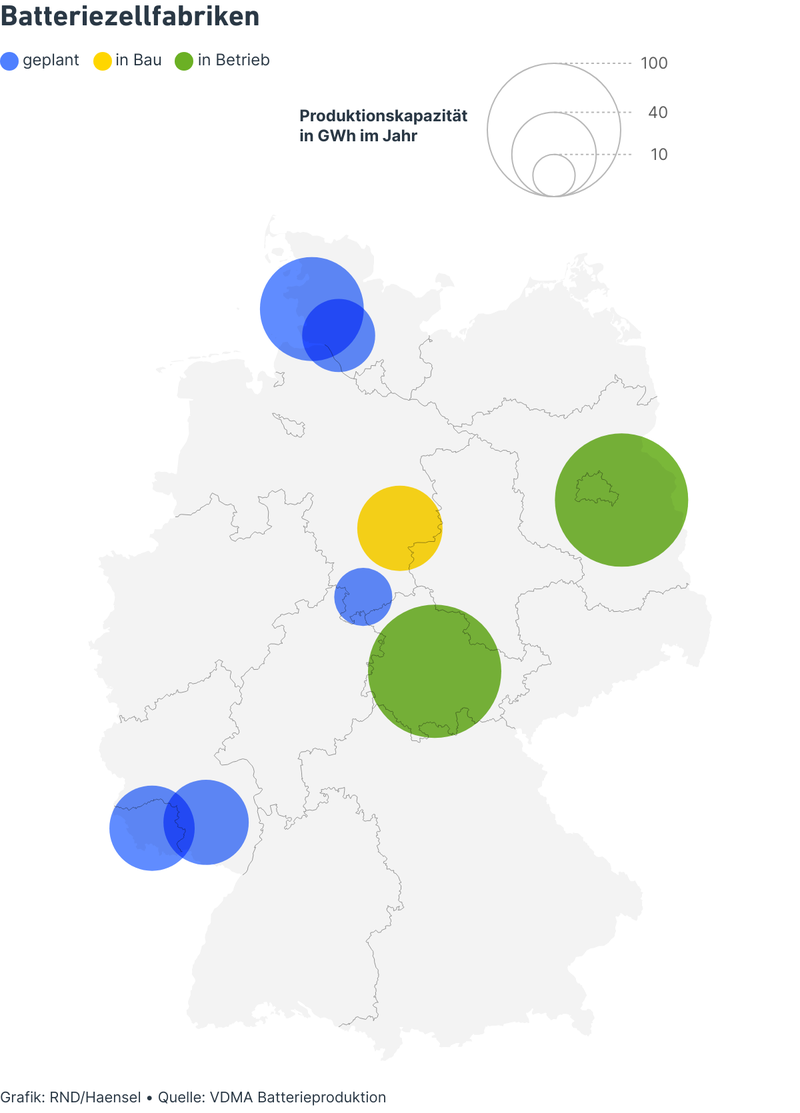 Batteriezellfabriken
geplant in Bau in Betrieb
100
40
Produktionskapazität
in GWh im Jahr
10
Grafik: RND/Haensel • Quelle: VDMA Batterieproduktion